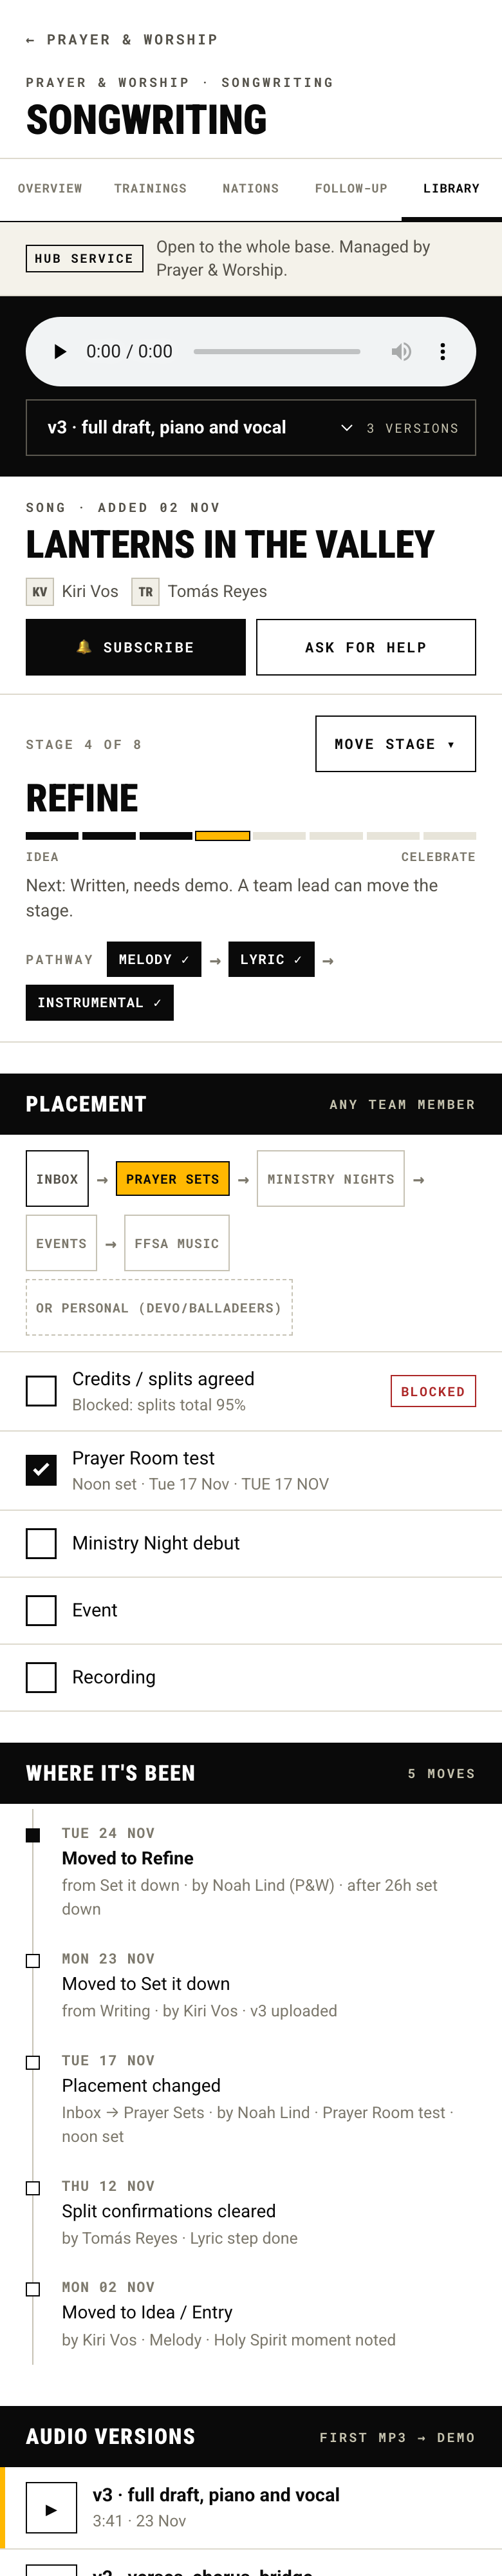 ← PRAYER & WORSHIP
PRAYER & WORSHIP · SONGWRITING
SONGWRITING
OVERVIEW TRAININGS NATIONS FOLLOW-UP LIBRARY
HUB SERVICE
Open to the whole base. Managed by
Prayer & Worship.
0:00 / 0:00
v3 · full draft, piano and vocal 3 VERSIONS
SONG · ADDED 02 NOV
LANTERNS IN THE VALLEY
KV Kiri Vos TR Tomás Reyes
🔔 SUBSCRIBE ASK FOR HELP
STAGE 4 OF 8 MOVE STAGE ▾
REFINE
IDEA CELEBRATE
Next: Written, needs demo. A team lead can move the
stage.
PATHWAY MELODY ✓ → LYRIC ✓ →
INSTRUMENTAL ✓
PLACEMENT ANY TEAM MEMBER
INBOX → PRAYER SETS → MINISTRY NIGHTS →
EVENTS → FFSA MUSIC
OR PERSONAL (DEVO/BALLADEERS)
Credits / splits agreed BLOCKED
Blocked: splits total 95%
Prayer Room test
Noon set · Tue 17 Nov · TUE 17 NOV
Ministry Night debut
Event
Recording
WHERE IT'S BEEN 5 MOVES
TUE 24 NOV
Moved to Refine
from Set it down · by Noah Lind (P&W) · after 26h set
down
MON 23 NOV
Moved to Set it down
from Writing · by Kiri Vos · v3 uploaded
TUE 17 NOV
Placement changed
Inbox → Prayer Sets · by Noah Lind · Prayer Room test ·
noon set
THU 12 NOV
Split confirmations cleared
by Tomás Reyes · Lyric step done
MON 02 NOV
Moved to Idea / Entry
by Kiri Vos · Melody · Holy Spirit moment noted
AUDIO VERSIONS FIRST MP3 → DEMO
▶ v3 · full draft, piano and vocal
3:41 · 23 Nov